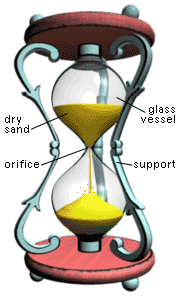 glass
vessel
dry
sand
orifice
support